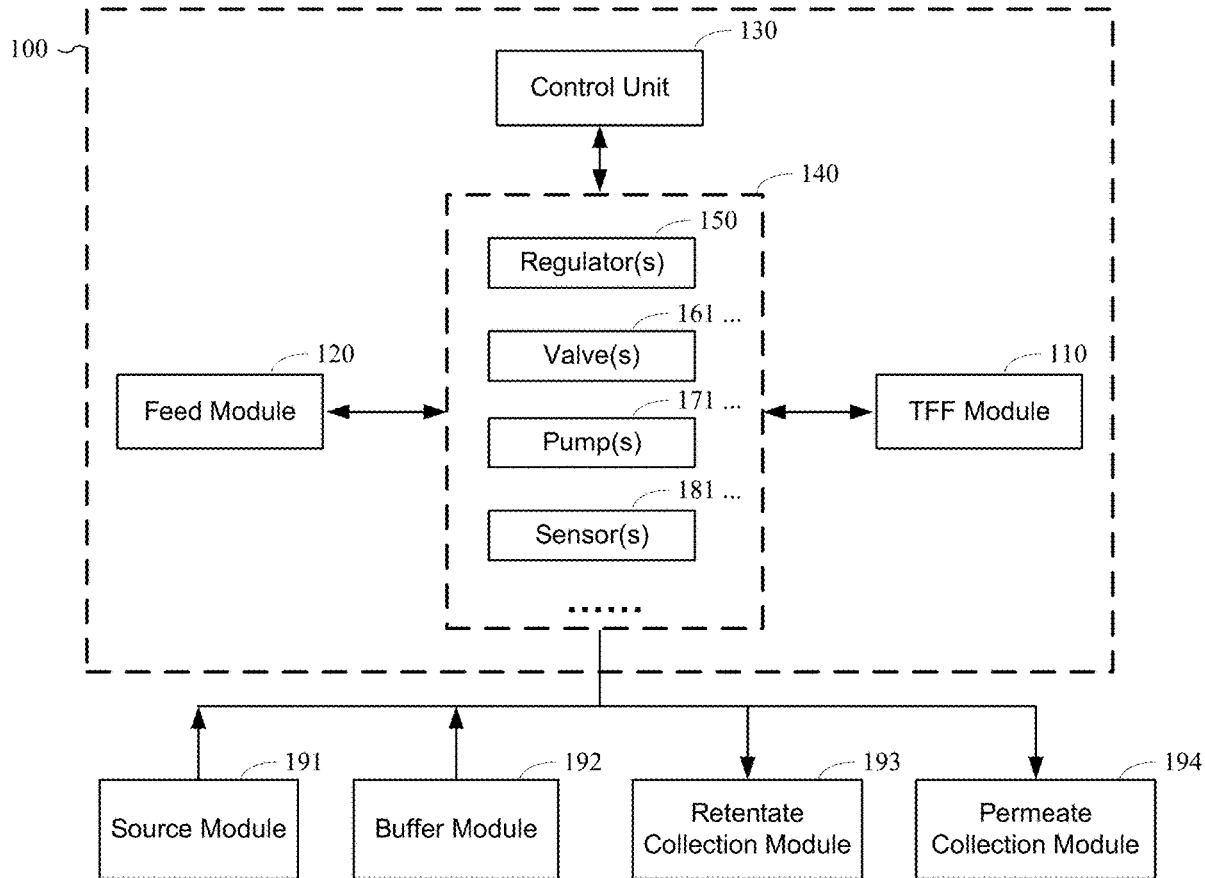 100
130
Control Unit
140
150
Regulator(s)
161 ...
Valve(s)
120
Feed Module
171 ...
Pump(s)
110
TFF Module
181 ...
Sensor(s)
......
191
Source Module
192
Buffer Module
193
Retentate
Collection Module
194
Permeate
Collection Module